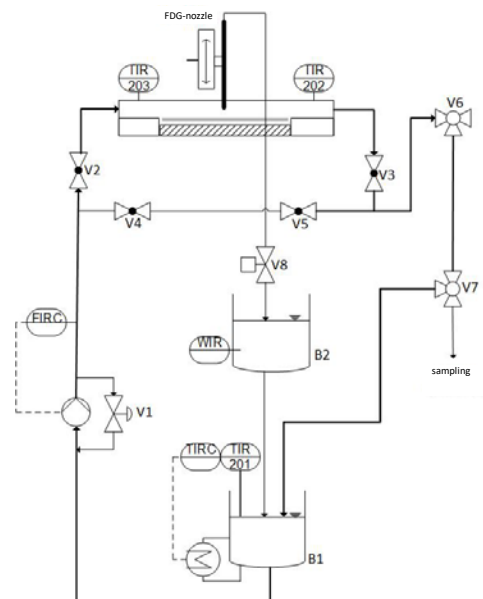 FDG-nozzle
TIR
203
TIR
202
V6
V2
V3
V4
V5
V8
V7
FIRC
WIR
B2
sampling
V1
TIRC
TIR
201
B1